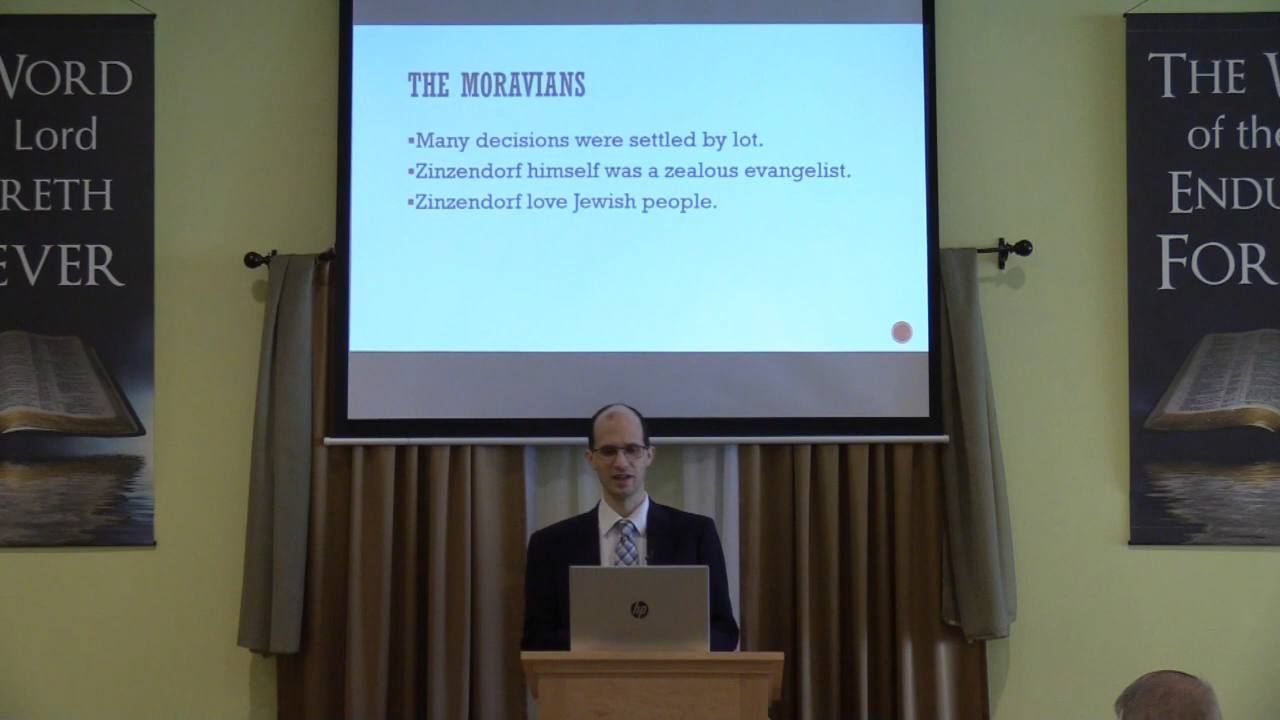 THE MORAVIANS
▪Many decisions were settled by lot.
▪Zinzendorf himself was a zealous evangelist.
▪Zinzendorf love Jewish people.
WORD
Lord
RETH
EVER
THE W
of the
ENDU
FOR
hp